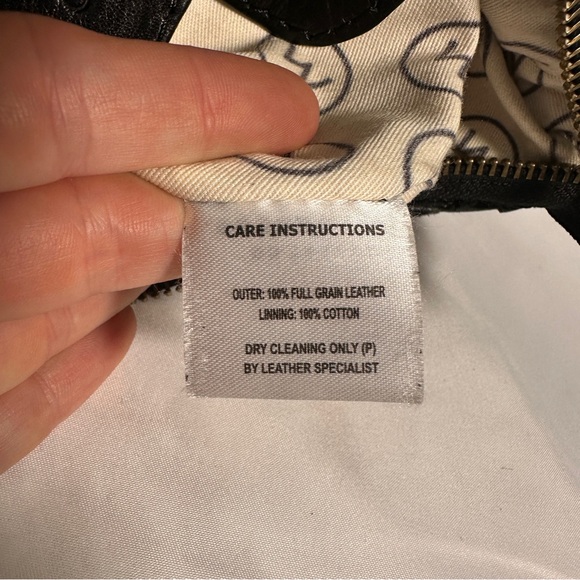 CARE INSTRUCTIONS
OUTER: 100% FULL GRAIN LEATHER
LINNING: 100% COTTON
DRY CLEANING ONLY (P)
BY LEATHER SPECIALIST